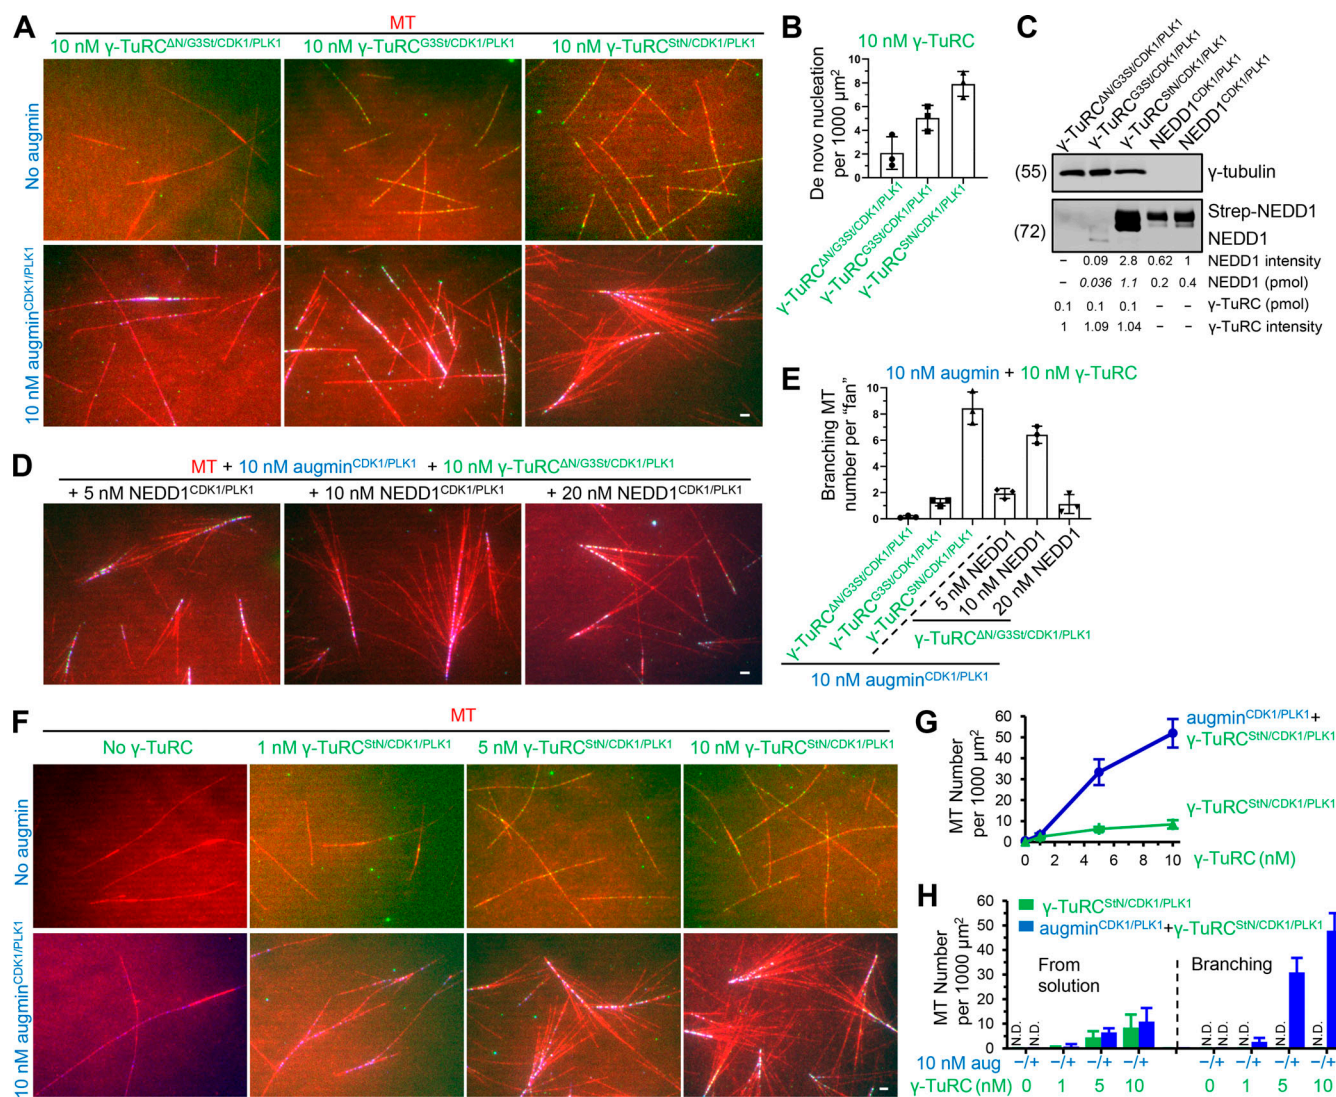 A
MT
10 nM γ-TuRC^ΔN/G3St/CDK1/PLK1
10 nM γ-TuRC^G3St/CDK1/PLK1
10 nM γ-TuRC^StN/CDK1/PLK1
No augmin
10 nM augmin^CDK1/PLK1
B
10 nM γ-TuRC
De novo nucleation
per 1000 µm²
10
8
6
4
2
0
γ-TuRC^ΔN/G3St/CDK1/PLK1
γ-TuRC^G3St/CDK1/PLK1
γ-TuRC^StN/CDK1/PLK1
C
γ-TuRC^ΔN/G3St/CDK1/PLK1
γ-TuRC^G3St/CDK1/PLK1
γ-TuRC^StN/CDK1/PLK1
NEDD1^CDK1/PLK1
NEDD1^CDK1/PLK1
(55) γ-tubulin
(72) Strep-NEDD1
NEDD1
– 0.09 2.8 0.62 1 NEDD1 intensity
– 0.036 1.1 0.2 0.4 NEDD1 (pmol)
0.1 0.1 0.1 – – γ-TuRC (pmol)
1 1.09 1.04 – – γ-TuRC intensity
D
MT + 10 nM augmin^CDK1/PLK1 + 10 nM γ-TuRC^ΔN/G3St/CDK1/PLK1
+ 5 nM NEDD1^CDK1/PLK1
+ 10 nM NEDD1^CDK1/PLK1
+ 20 nM NEDD1^CDK1/PLK1
E
10 nM augmin + 10 nM γ-TuRC
Branching MT
number per “fan”
10
8
6
4
2
0
γ-TuRC^ΔN/G3St/CDK1/PLK1
γ-TuRC^G3St/CDK1/PLK1
γ-TuRC^StN/CDK1/PLK1
5 nM NEDD1
10 nM NEDD1
20 nM NEDD1
γ-TuRC^ΔN/G3St/CDK1/PLK1
10 nM augmin^CDK1/PLK1
F
MT
No γ-TuRC
1 nM γ-TuRC^StN/CDK1/PLK1
5 nM γ-TuRC^StN/CDK1/PLK1
10 nM γ-TuRC^StN/CDK1/PLK1
No augmin
10 nM augmin^CDK1/PLK1
G
MT Number
per 1000 µm²
60
50
40
30
20
10
0
0 2 4 6 8 10
augmin^CDK1/PLK1+
γ-TuRC^StN/CDK1/PLK1
γ-TuRC^StN/CDK1/PLK1
γ-TuRC (nM)
H
MT Number
per 1000 µm²
60
50
40
30
20
10
0
γ-TuRC^StN/CDK1/PLK1
augmin^CDK1/PLK1+γ-TuRC^StN/CDK1/PLK1
From
solution
Branching
N.D. N.D. N.D. N.D. N.D. N.D. N.D.
10 nM aug –/+ –/+ –/+ –/+ –/+ –/+ –/+ –/+
γ-TuRC (nM) 0 1 5 10 0 1 5 10